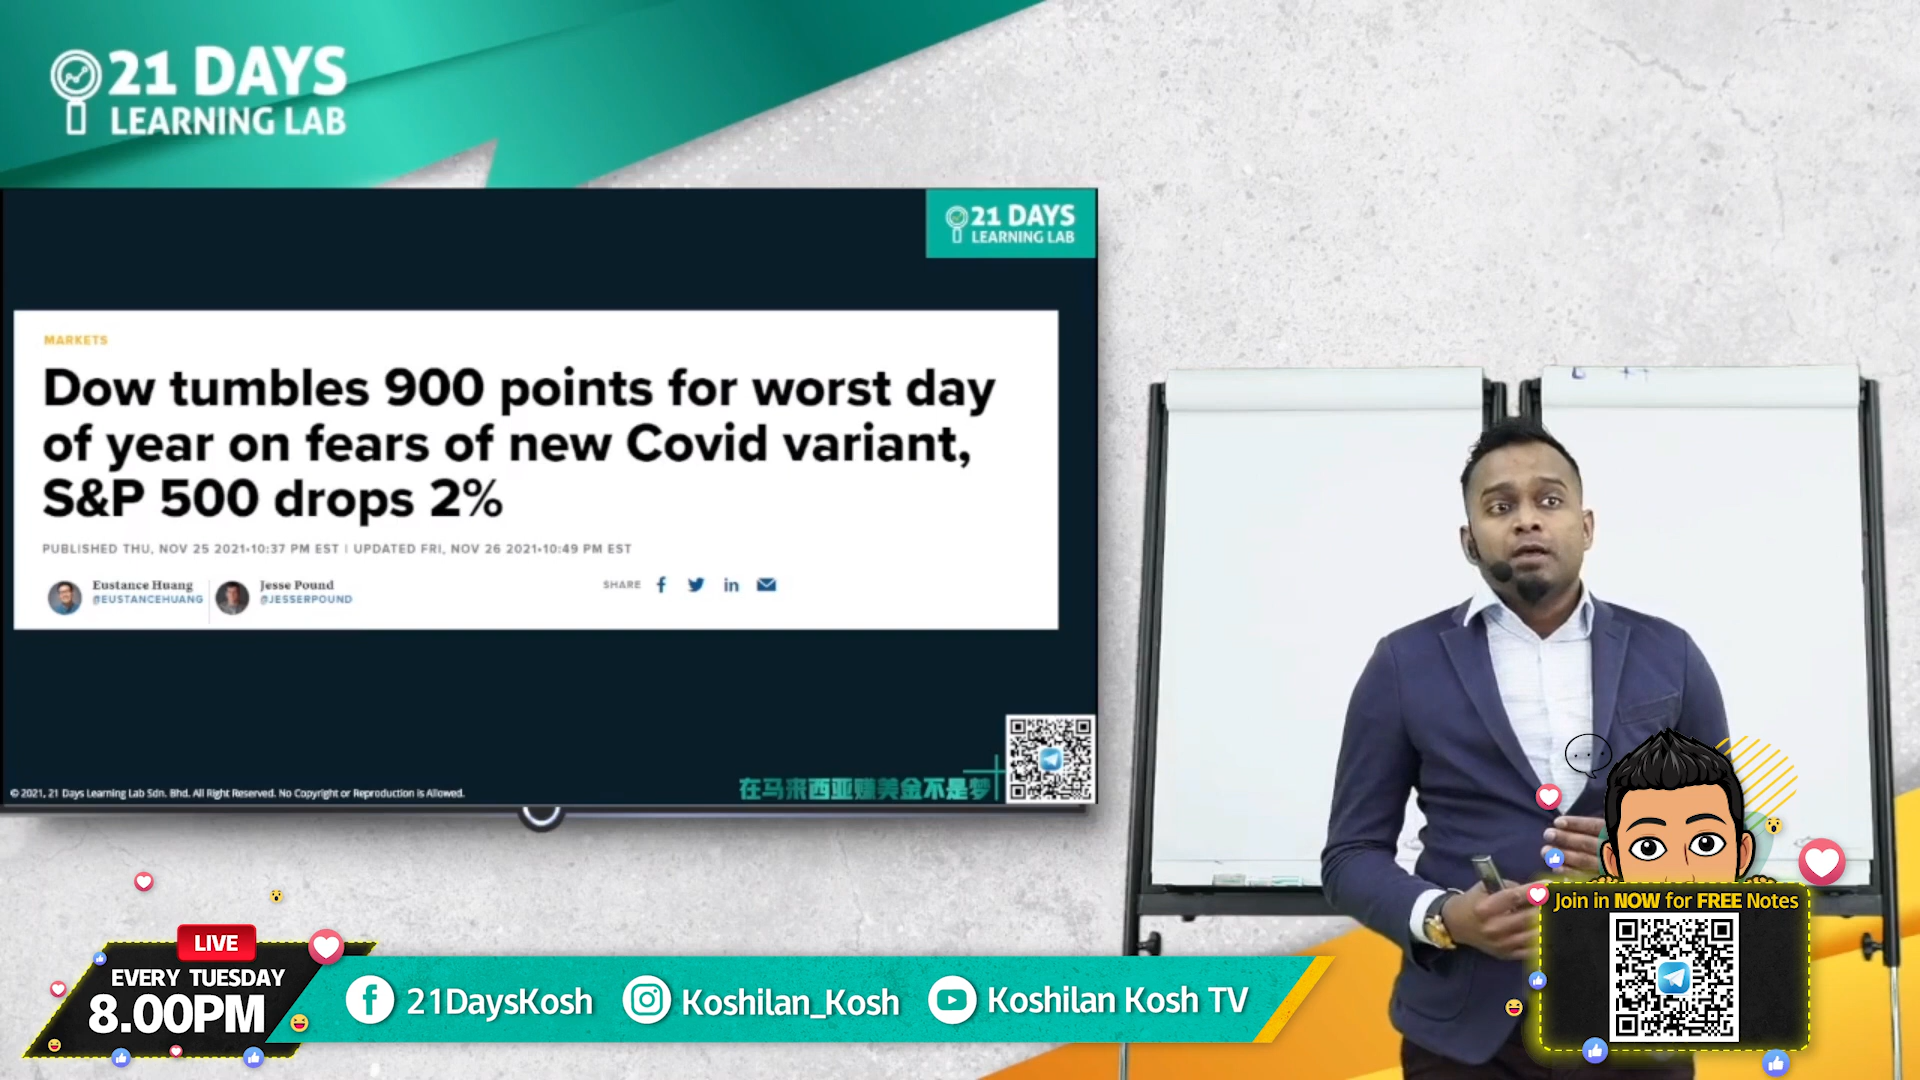 21 DAYS
LEARNING LAB
21 DAYS
LEARNING LAB
MARKETS
Dow tumbles 900 points for worst day
of year on fears of new Covid variant,
S&P 500 drops 2%
PUBLISHED THU, NOV 25 2021•10:37 PM EST | UPDATED FRI, NOV 26 2021•10:49 PM EST
Eustance Huang
@EUSTANCEHUANG
Jesse Pound
@JESSERPOUND
SHARE
© 2021, 21 Days Learning Lab Sdn. Bhd. All Right Reserved. No Copyright or Reproduction is Allowed.
在马来西亚赚美金不是梦
Join in NOW for FREE Notes
LIVE
EVERY TUESDAY
8.00PM
21DaysKosh
Koshilan_Kosh
Koshilan Kosh TV